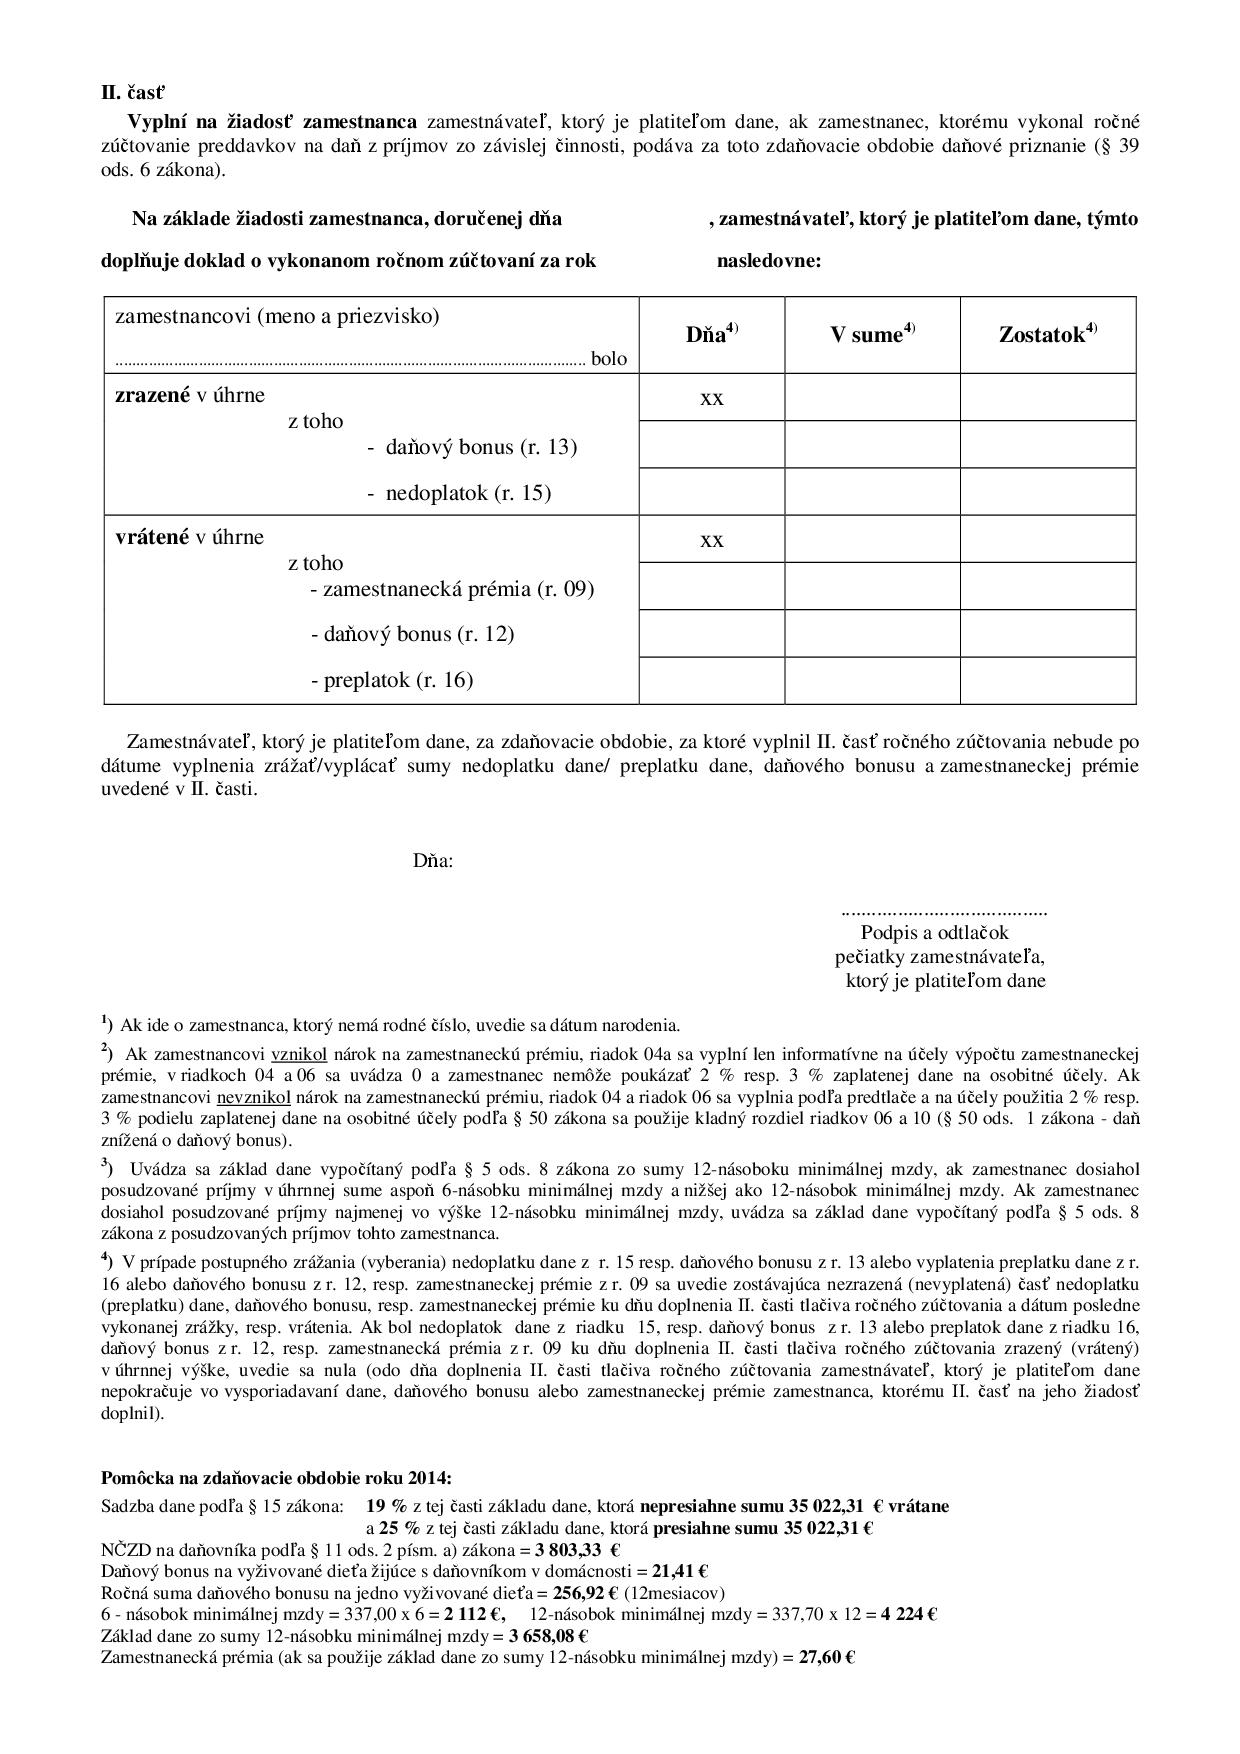 II. časť
Vyplní na žiadosť zamestnanca zamestnávateľ, ktorý je platiteľom dane, ak zamestnanec, ktorému vykonal ročné
zúčtovanie preddavkov na daň z príjmov zo závislej činnosti, podáva za toto zdaňovacie obdobie daňové priznanie (§ 39
ods. 6 zákona).
Na základe žiadosti zamestnanca, doručenej dňa , zamestnávateľ, ktorý je platiteľom dane, týmto
doplňuje doklad o vykonanom ročnom zúčtovaní za rok nasledovne:
zamestnancovi (meno a priezvisko)
Dňa4) V sume4) Zostatok4)
................................................................................................................ bolo
zrazené v úhrne xx
z toho
- daňový bonus (r. 13)
- nedoplatok (r. 15)
vrátené v úhrne xx
z toho
- zamestnanecká prémia (r. 09)
- daňový bonus (r. 12)
- preplatok (r. 16)
Zamestnávateľ, ktorý je platiteľom dane, za zdaňovacie obdobie, za ktoré vyplnil II. časť ročného zúčtovania nebude po
dátume vyplnenia zrážať/vyplácať sumy nedoplatku dane/ preplatku dane, daňového bonusu a zamestnaneckej prémie
uvedené v II. časti.
Dňa:
........................................
Podpis a odtlačok
pečiatky zamestnávateľa,
ktorý je platiteľom dane
1) Ak ide o zamestnanca, ktorý nemá rodné číslo, uvedie sa dátum narodenia.
2) Ak zamestnancovi vznikol nárok na zamestnaneckú prémiu, riadok 04a sa vyplní len informatívne na účely výpočtu zamestnaneckej
prémie, v riadkoch 04 a 06 sa uvádza 0 a zamestnanec nemôže poukázať 2 % resp. 3 % zaplatenej dane na osobitné účely. Ak
zamestnancovi nevznikol nárok na zamestnaneckú prémiu, riadok 04 a riadok 06 sa vyplnia podľa predtlače a na účely použitia 2 % resp.
3 % podielu zaplatenej dane na osobitné účely podľa § 50 zákona sa použije kladný rozdiel riadkov 06 a 10 (§ 50 ods. 1 zákona - daň
znížená o daňový bonus).
3) Uvádza sa základ dane vypočítaný podľa § 5 ods. 8 zákona zo sumy 12-násoboku minimálnej mzdy, ak zamestnanec dosiahol
posudzované príjmy v úhrnnej sume aspoň 6-násobku minimálnej mzdy a nižšej ako 12-násobok minimálnej mzdy. Ak zamestnanec
dosiahol posudzované príjmy najmenej vo výške 12-násobku minimálnej mzdy, uvádza sa základ dane vypočítaný podľa § 5 ods. 8
zákona z posudzovaných príjmov tohto zamestnanca.
4) V prípade postupného zrážania (vyberania) nedoplatku dane z r. 15 resp. daňového bonusu z r. 13 alebo vyplatenia preplatku dane z r.
16 alebo daňového bonusu z r. 12, resp. zamestnaneckej prémie z r. 09 sa uvedie zostávajúca nezrazená (nevyplatená) časť nedoplatku
(preplatku) dane, daňového bonusu, resp. zamestnaneckej prémie ku dňu doplnenia II. časti tlačiva ročného zúčtovania a dátum posledne
vykonanej zrážky, resp. vrátenia. Ak bol nedoplatok dane z riadku 15, resp. daňový bonus z r. 13 alebo preplatok dane z riadku 16,
daňový bonus z r. 12, resp. zamestnanecká prémia z r. 09 ku dňu doplnenia II. časti tlačiva ročného zúčtovania zrazený (vrátený)
v úhrnnej výške, uvedie sa nula (odo dňa doplnenia II. časti tlačiva ročného zúčtovania zamestnávateľ, ktorý je platiteľom dane
nepokračuje vo vysporiadavaní dane, daňového bonusu alebo zamestnaneckej prémie zamestnanca, ktorému II. časť na jeho žiadosť
doplnil).
Pomôcka na zdaňovacie obdobie roku 2014:
Sadzba dane podľa § 15 zákona: 19 % z tej časti základu dane, ktorá nepresiahne sumu 35 022,31 € vrátane
a 25 % z tej časti základu dane, ktorá presiahne sumu 35 022,31 €
NČZD na daňovníka podľa § 11 ods. 2 písm. a) zákona = 3 803,33 €
Daňový bonus na vyživované dieťa žijúce s daňovníkom v domácnosti = 21,41 €
Ročná suma daňového bonusu na jedno vyživované dieťa = 256,92 € (12mesiacov)
6 - násobok minimálnej mzdy = 337,00 x 6 = 2 112 €, 12-násobok minimálnej mzdy = 337,70 x 12 = 4 224 €
Základ dane zo sumy 12-násobku minimálnej mzdy = 3 658,08 €
Zamestnanecká prémia (ak sa použije základ dane zo sumy 12-násobku minimálnej mzdy) = 27,60 €